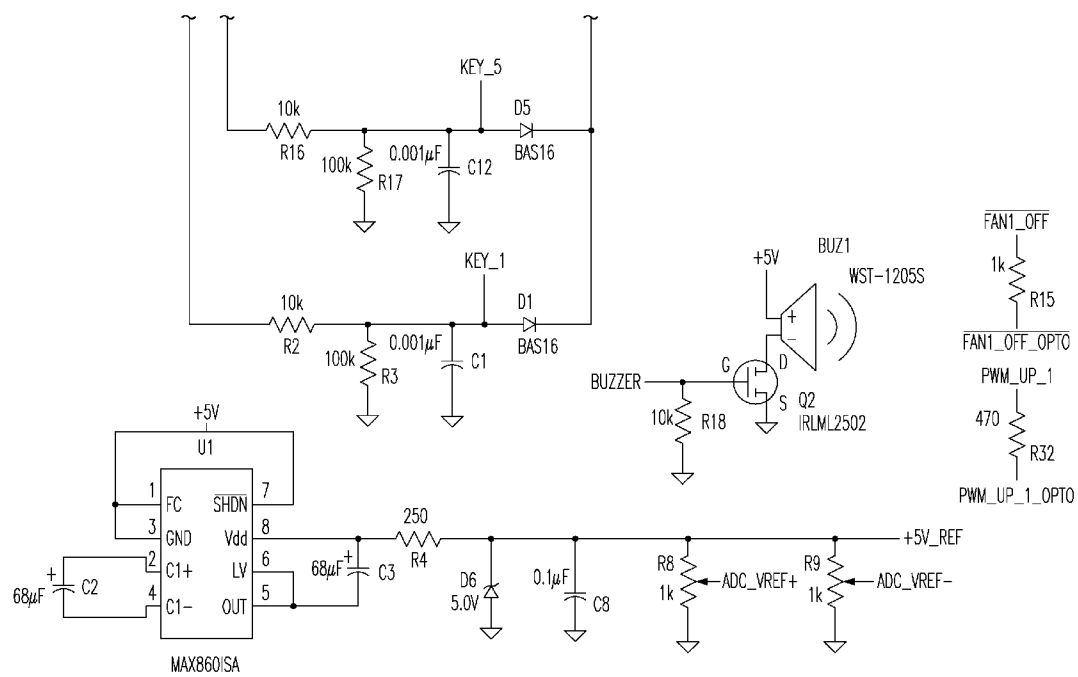 KEY_5
10k
D5
R16
BAS16
100k
R17
0.001µF
C12
KEY_1
10k
D1
R2
BAS16
100k
R3
0.001µF
C1
BUZ1
+5V
WST-1205S
+
−
BUZZER
G
D
S
Q2
IRLML2502
10k
R18
FAN1_OFF
1k
R15
FAN1_OFF_OPTO
PWM_UP_1
470
R32
PWM_UP_1_OPTO
+5V
U1
1
FC
SHDN
7
3
GND
Vdd
8
2
C1+
LV
6
4
C1-
OUT
5
+
68µF
C2
MAX860ISA
68µF
+
C3
250
R4
D6
5.0V
0.1µF
C8
R8
1k
ADC_VREF+
R9
1k
ADC_VREF-
+5V_REF